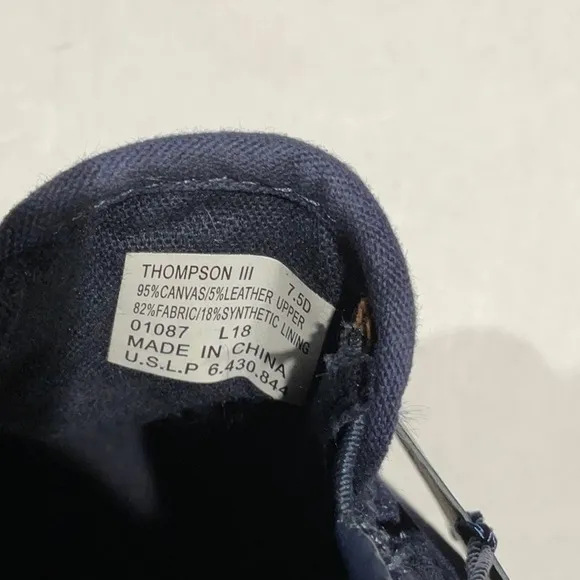 THOMPSON III 7.5D
95%CANVAS/5%LEATHER UPPER
82%FABRIC/18%SYNTHETIC LINING
01087 L18
MADE IN CHINA
U.S.L.P 6.430.844